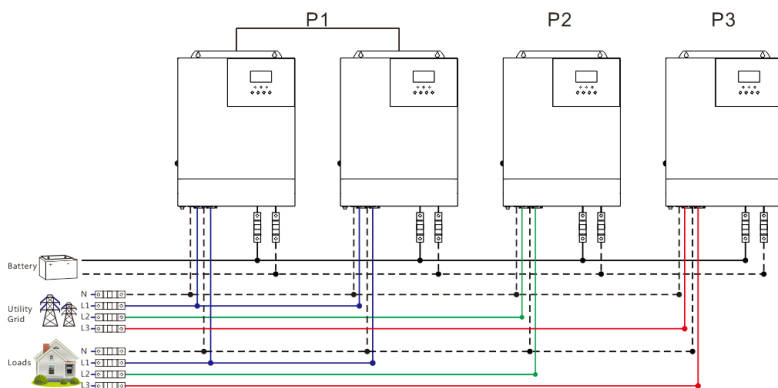 P1
P2
P3
Battery
Utility
Grid
N
L1
L2
L3
Loads
N
L1
L2
L3